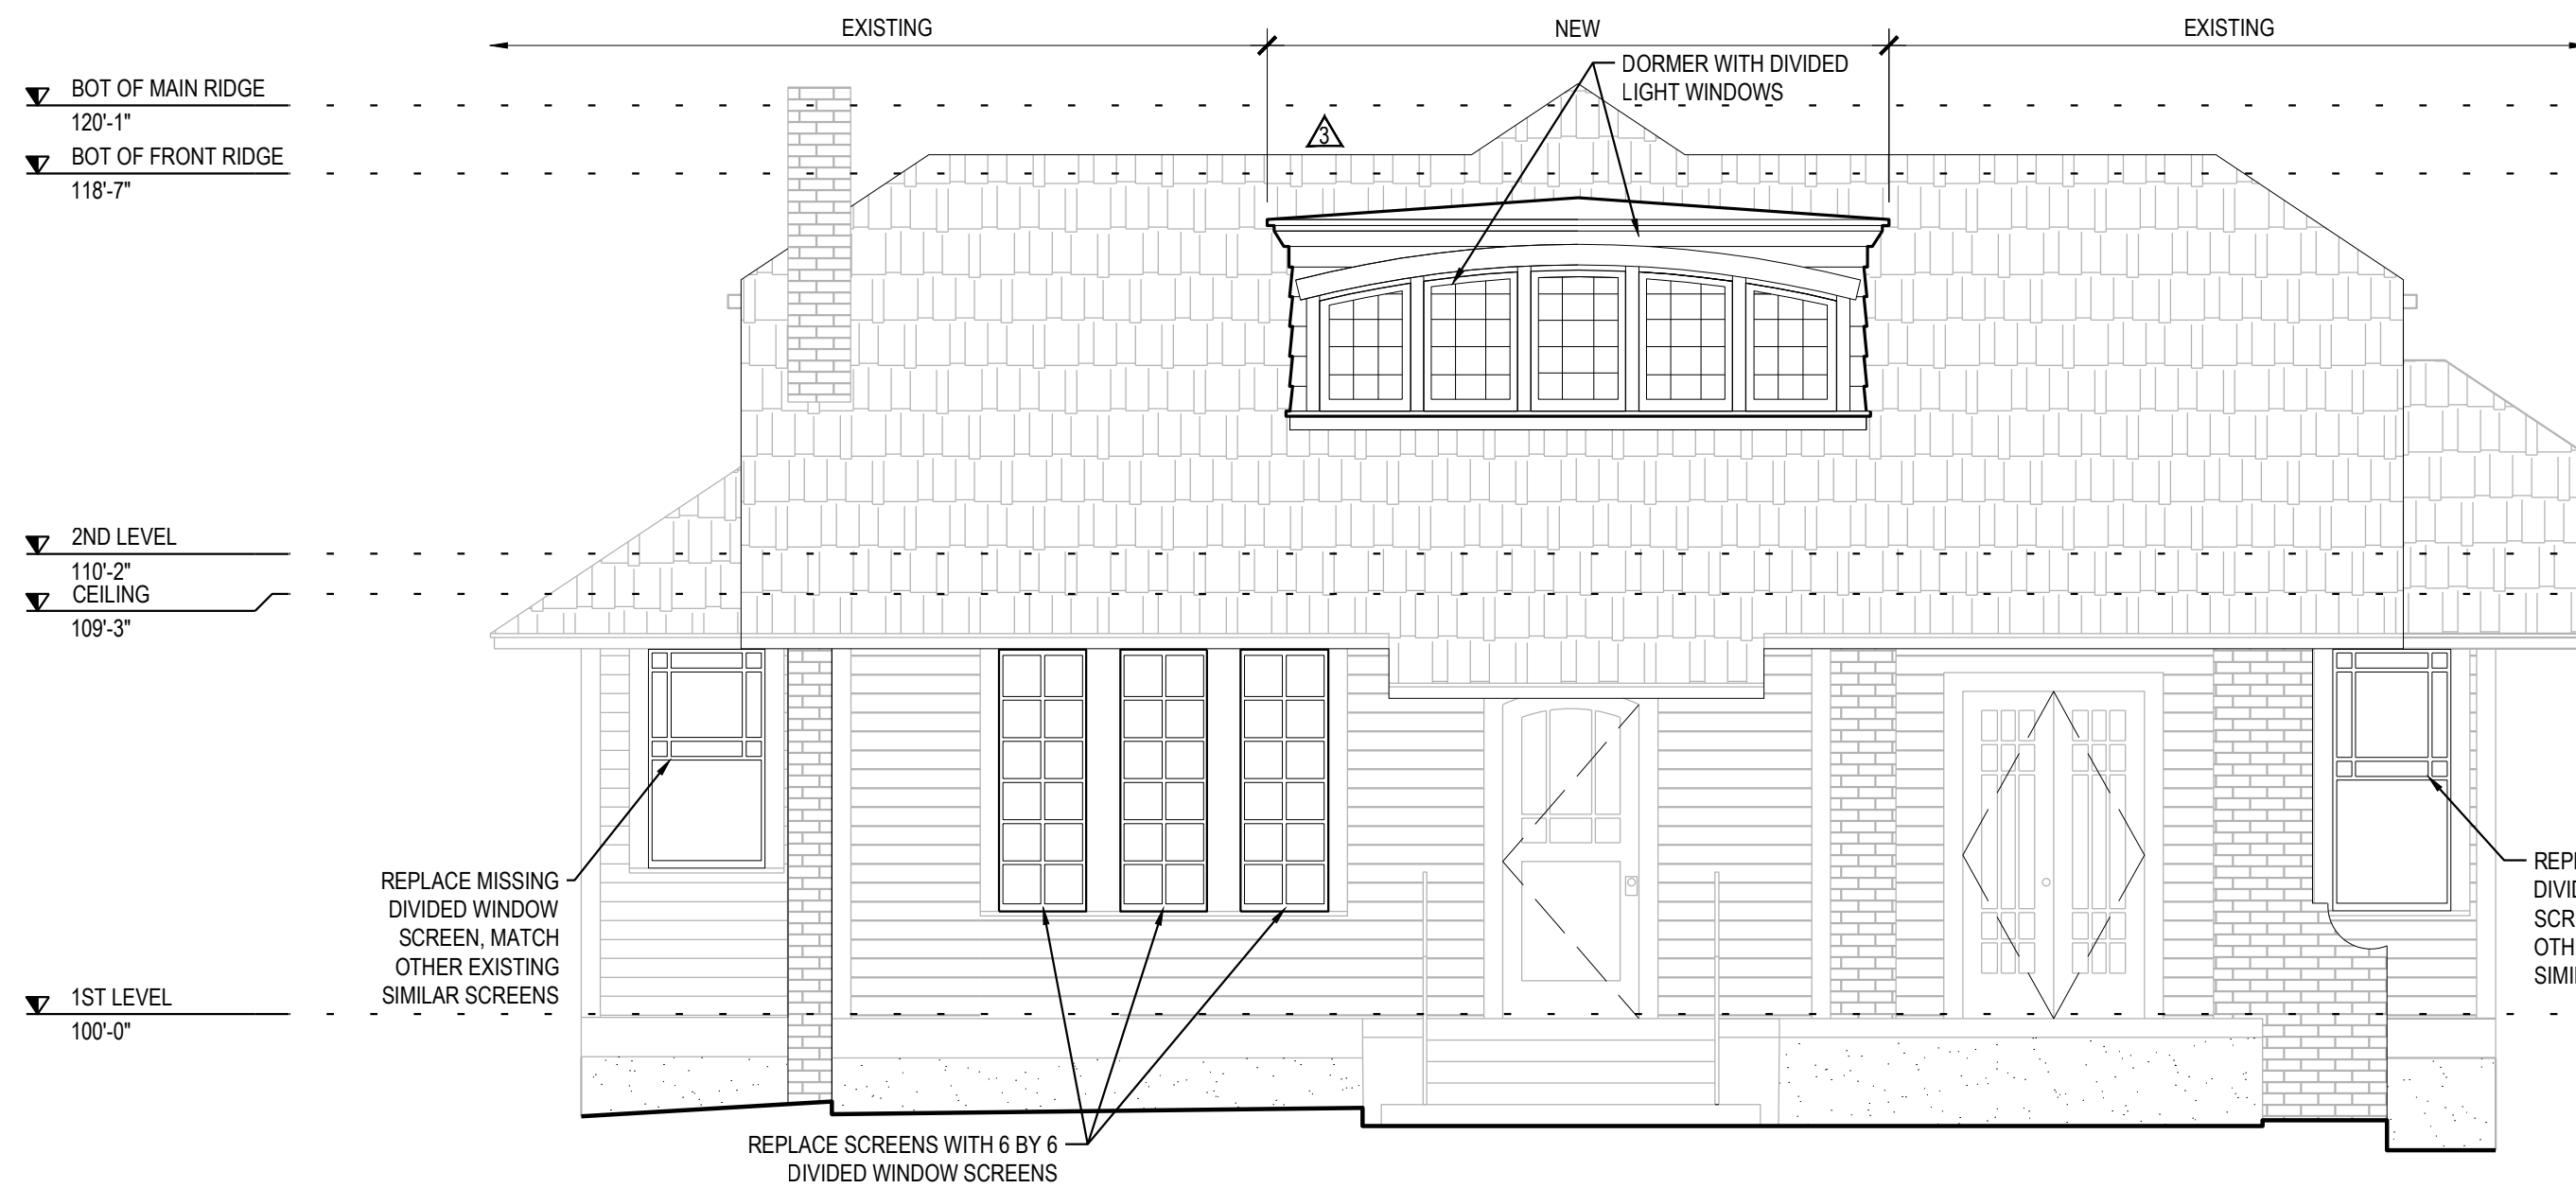 EXISTING
NEW
EXISTING
DORMER WITH DIVIDED
LIGHT WINDOWS
BOT OF MAIN RIDGE
120'-1"
3
BOT OF FRONT RIDGE
118'-7"
2ND LEVEL
110'-2"
CEILING
109'-3"
REPLACE MISSING
DIVIDED WINDOW
SCREEN, MATCH
OTHER EXISTING
SIMILAR SCREENS
1ST LEVEL
100'-0"
REPLACE SCREENS WITH 6 BY 6
DIVIDED WINDOW SCREENS